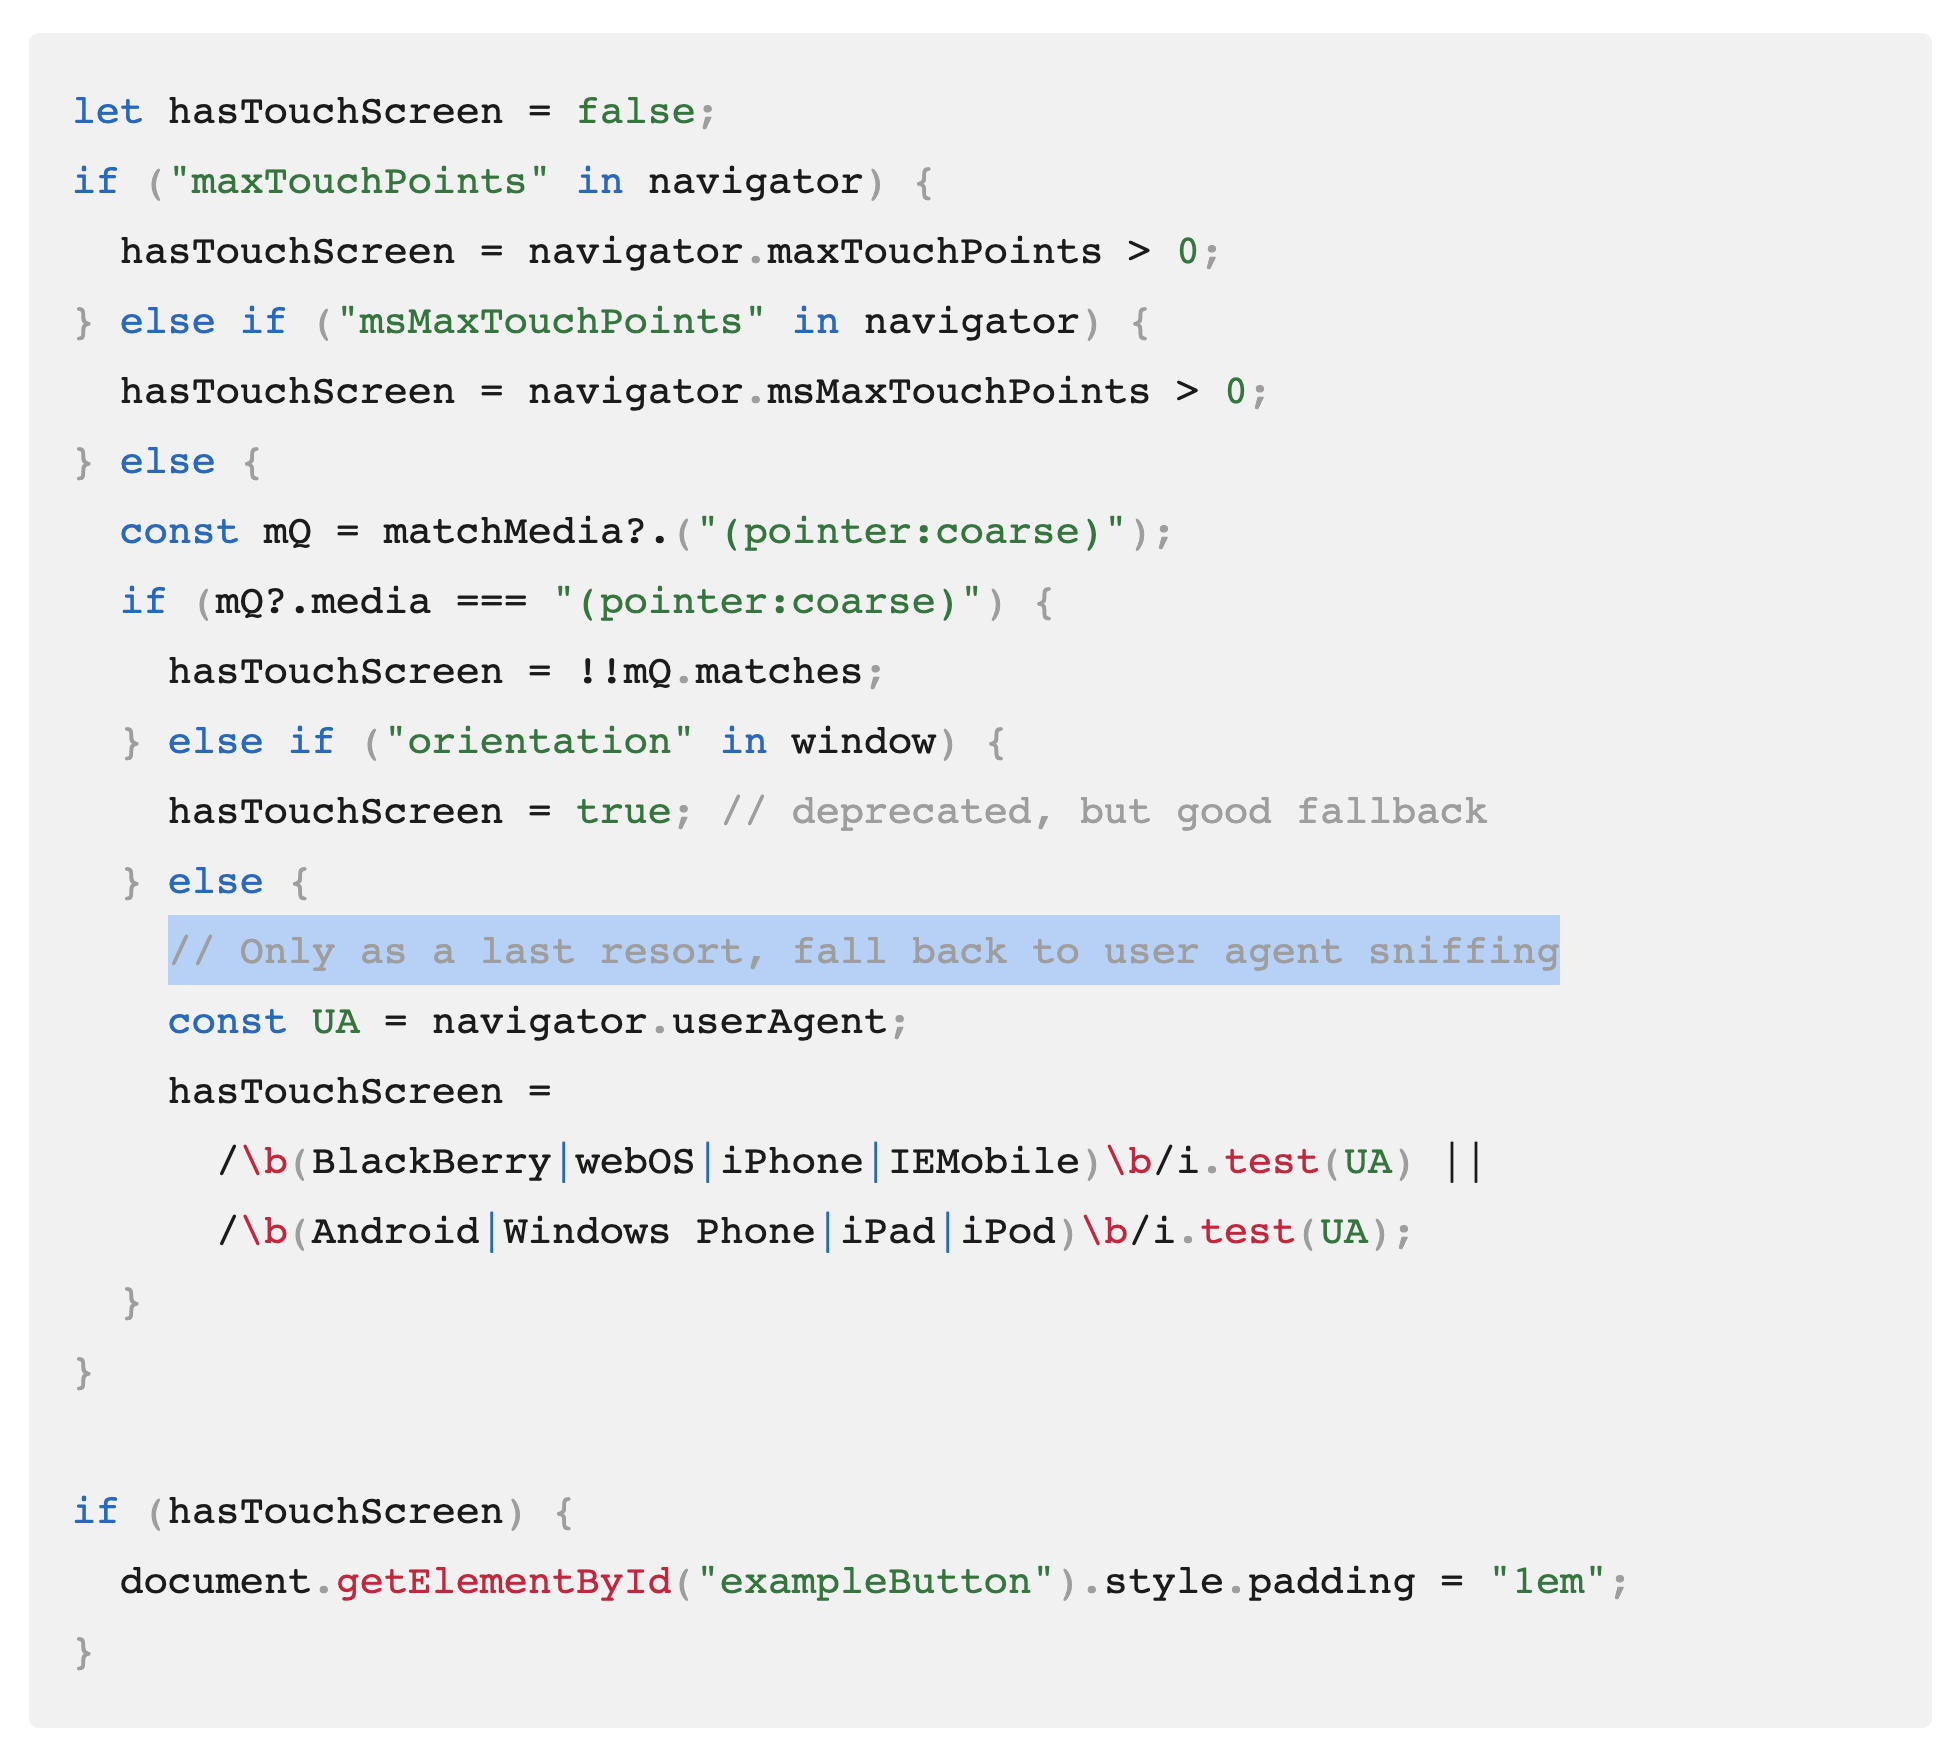 let hasTouchScreen = false;
if ("maxTouchPoints" in navigator) {
  hasTouchScreen = navigator.maxTouchPoints > 0;
} else if ("msMaxTouchPoints" in navigator) {
  hasTouchScreen = navigator.msMaxTouchPoints > 0;
} else {
  const mQ = matchMedia?.("(pointer:coarse)");
  if (mQ?.media === "(pointer:coarse)") {
    hasTouchScreen = !!mQ.matches;
  } else if ("orientation" in window) {
    hasTouchScreen = true; // deprecated, but good fallback
  } else {
    // Only as a last resort, fall back to user agent sniffing
    const UA = navigator.userAgent;
    hasTouchScreen =
      /\b(BlackBerry|webOS|iPhone|IEMobile)\b/i.test(UA) ||
      /\b(Android|Windows Phone|iPad|iPod)\b/i.test(UA);
  }
}

if (hasTouchScreen) {
  document.getElementById("exampleButton").style.padding = "1em";
}